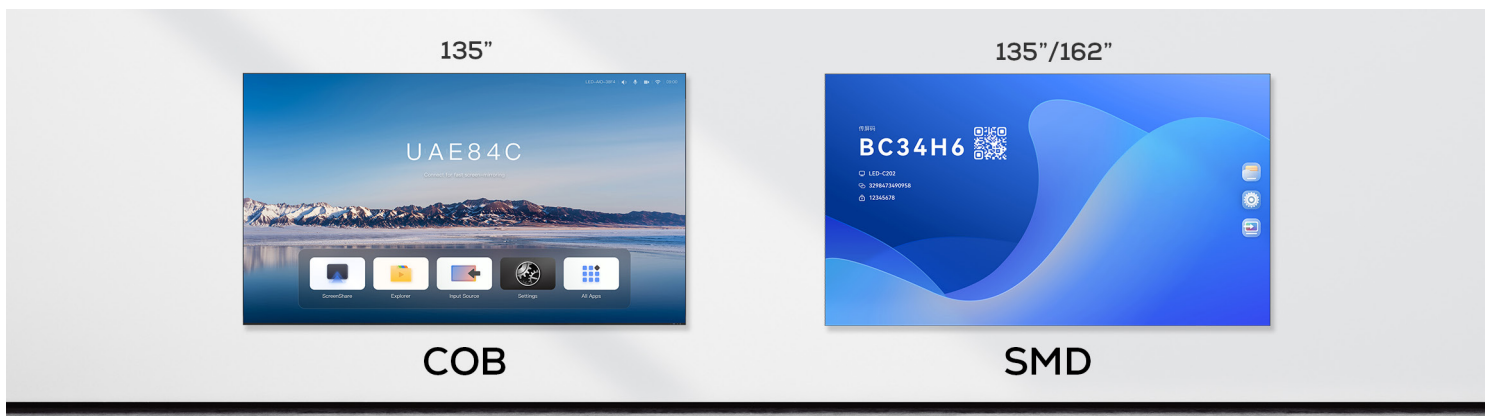 135”
UAE84C
ScreenShare
Explorer
Input Source
Settings
All Apps
COB
135”/162”
传屏码
BC34H6
LED-C202
3298473490958
12345678
SMD